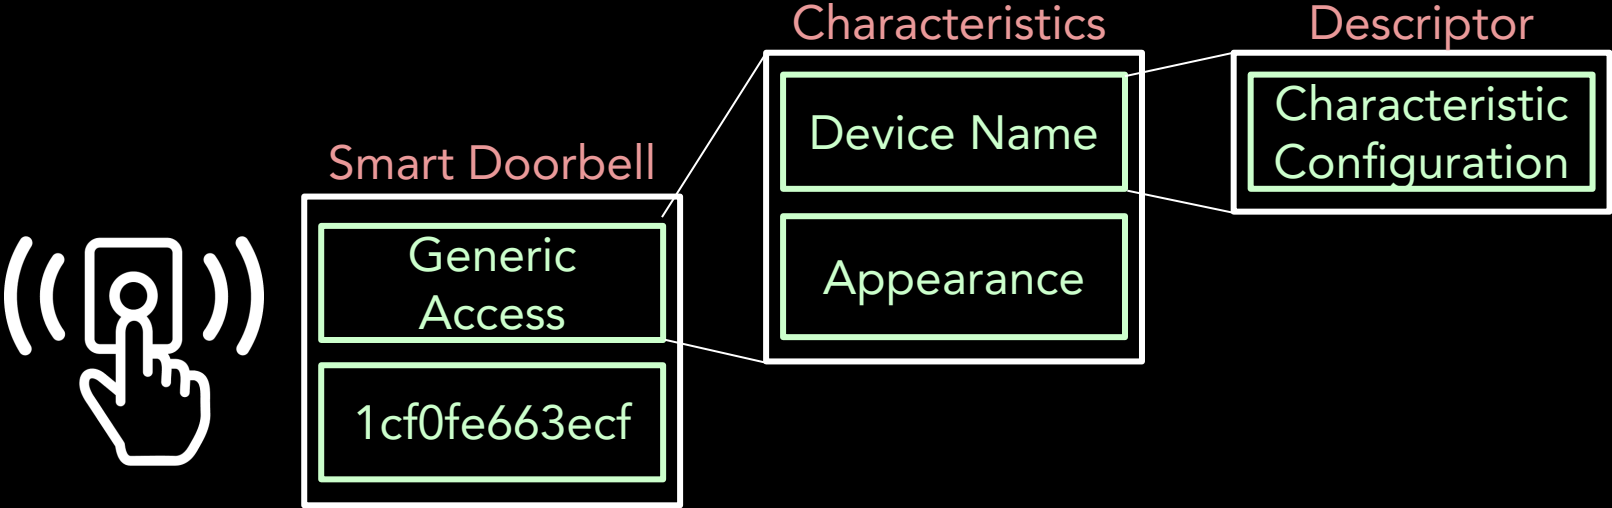 Characteristics
Descriptor
Smart Doorbell
Device Name
Characteristic
Configuration
Generic
Access
Appearance
1cf0fe663ecf